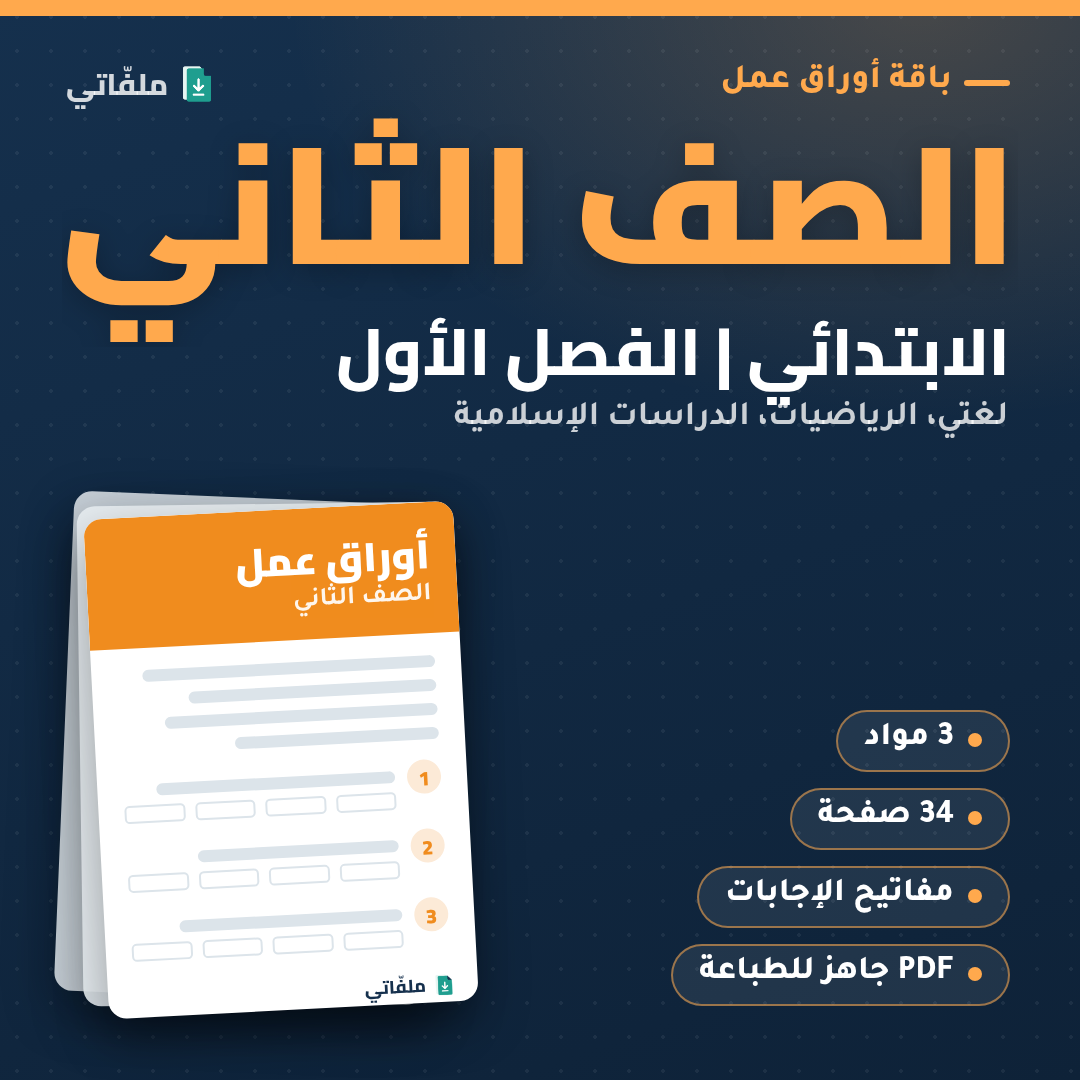 باقة أوراق عمل
ملفّاتي
الصف الثاني
الابتدائي | الفصل الأول
لغتي، الرياضيات، الدراسات الإسلامية
أوراق عمل
الصف الثاني
1
2
3
ملفّاتي
3 مواد
34 صفحة
مفاتيح الإجابات
PDF جاهز للطباعة